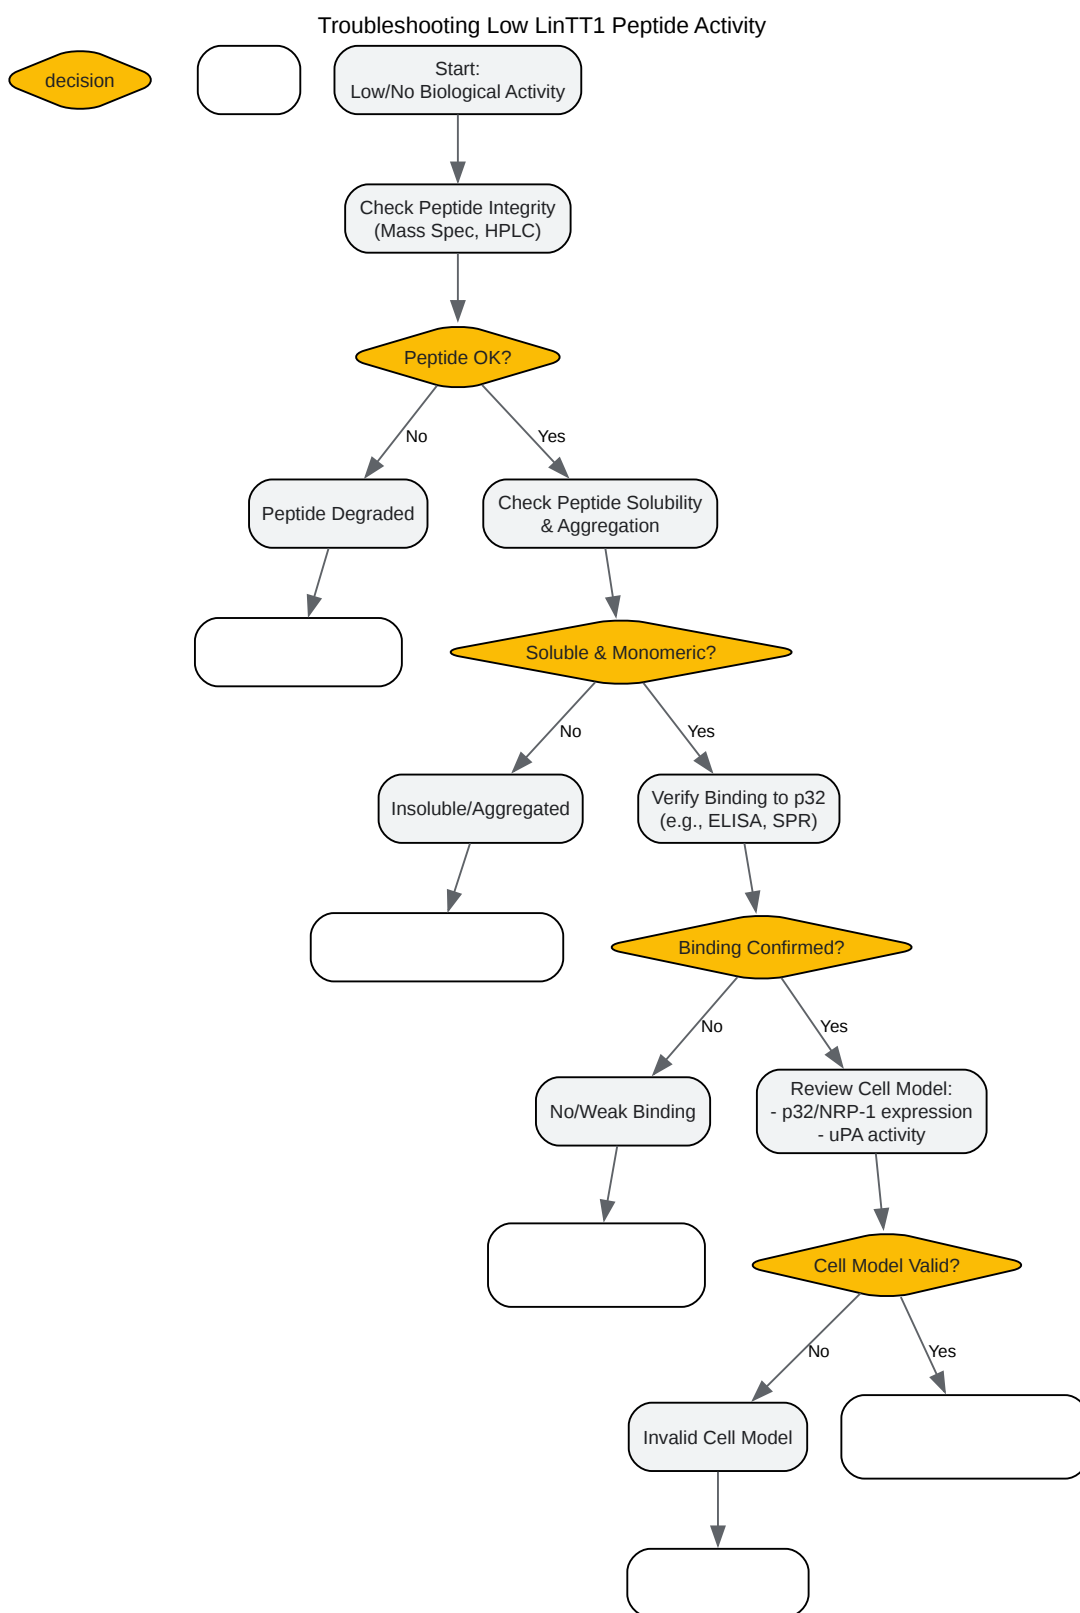 Troubleshooting Low LinTT1 Peptide Activity
decision
Start:
Low/No Biological Activity
Check Peptide Integrity
(Mass Spec, HPLC)
Peptide OK?
No
Yes
Peptide Degraded
Check Peptide Solubility
& Aggregation
Soluble & Monomeric?
No
Yes
Insoluble/Aggregated
Verify Binding to p32
(e.g., ELISA, SPR)
Binding Confirmed?
No
Yes
No/Weak Binding
Review Cell Model:
- p32/NRP-1 expression
- uPA activity
Cell Model Valid?
No
Yes
Invalid Cell Model